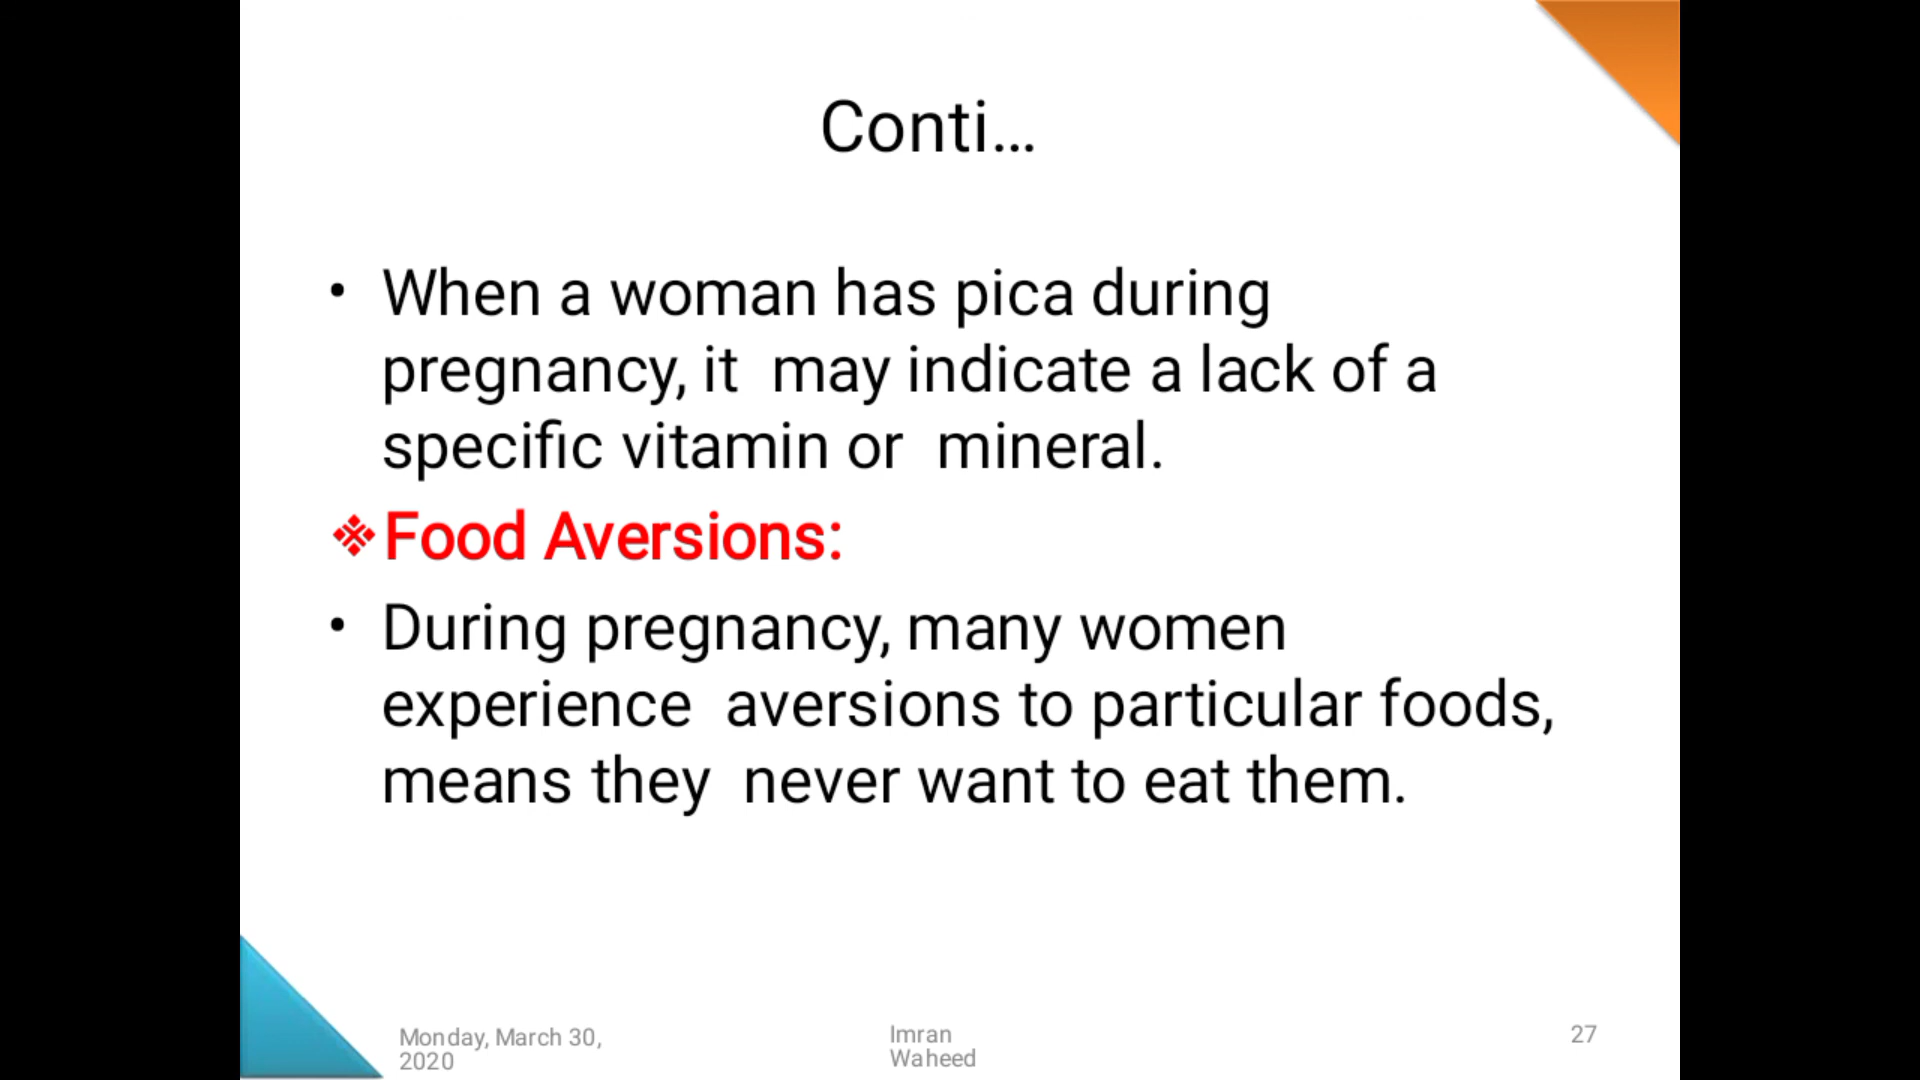 Conti...
• When a woman has pica during
pregnancy, it may indicate a lack of a
specific vitamin or mineral.
❖Food Aversions:
• During pregnancy, many women
experience aversions to particular foods,
means they never want to eat them.
Monday, March 30,
2020
Imran
Waheed
27